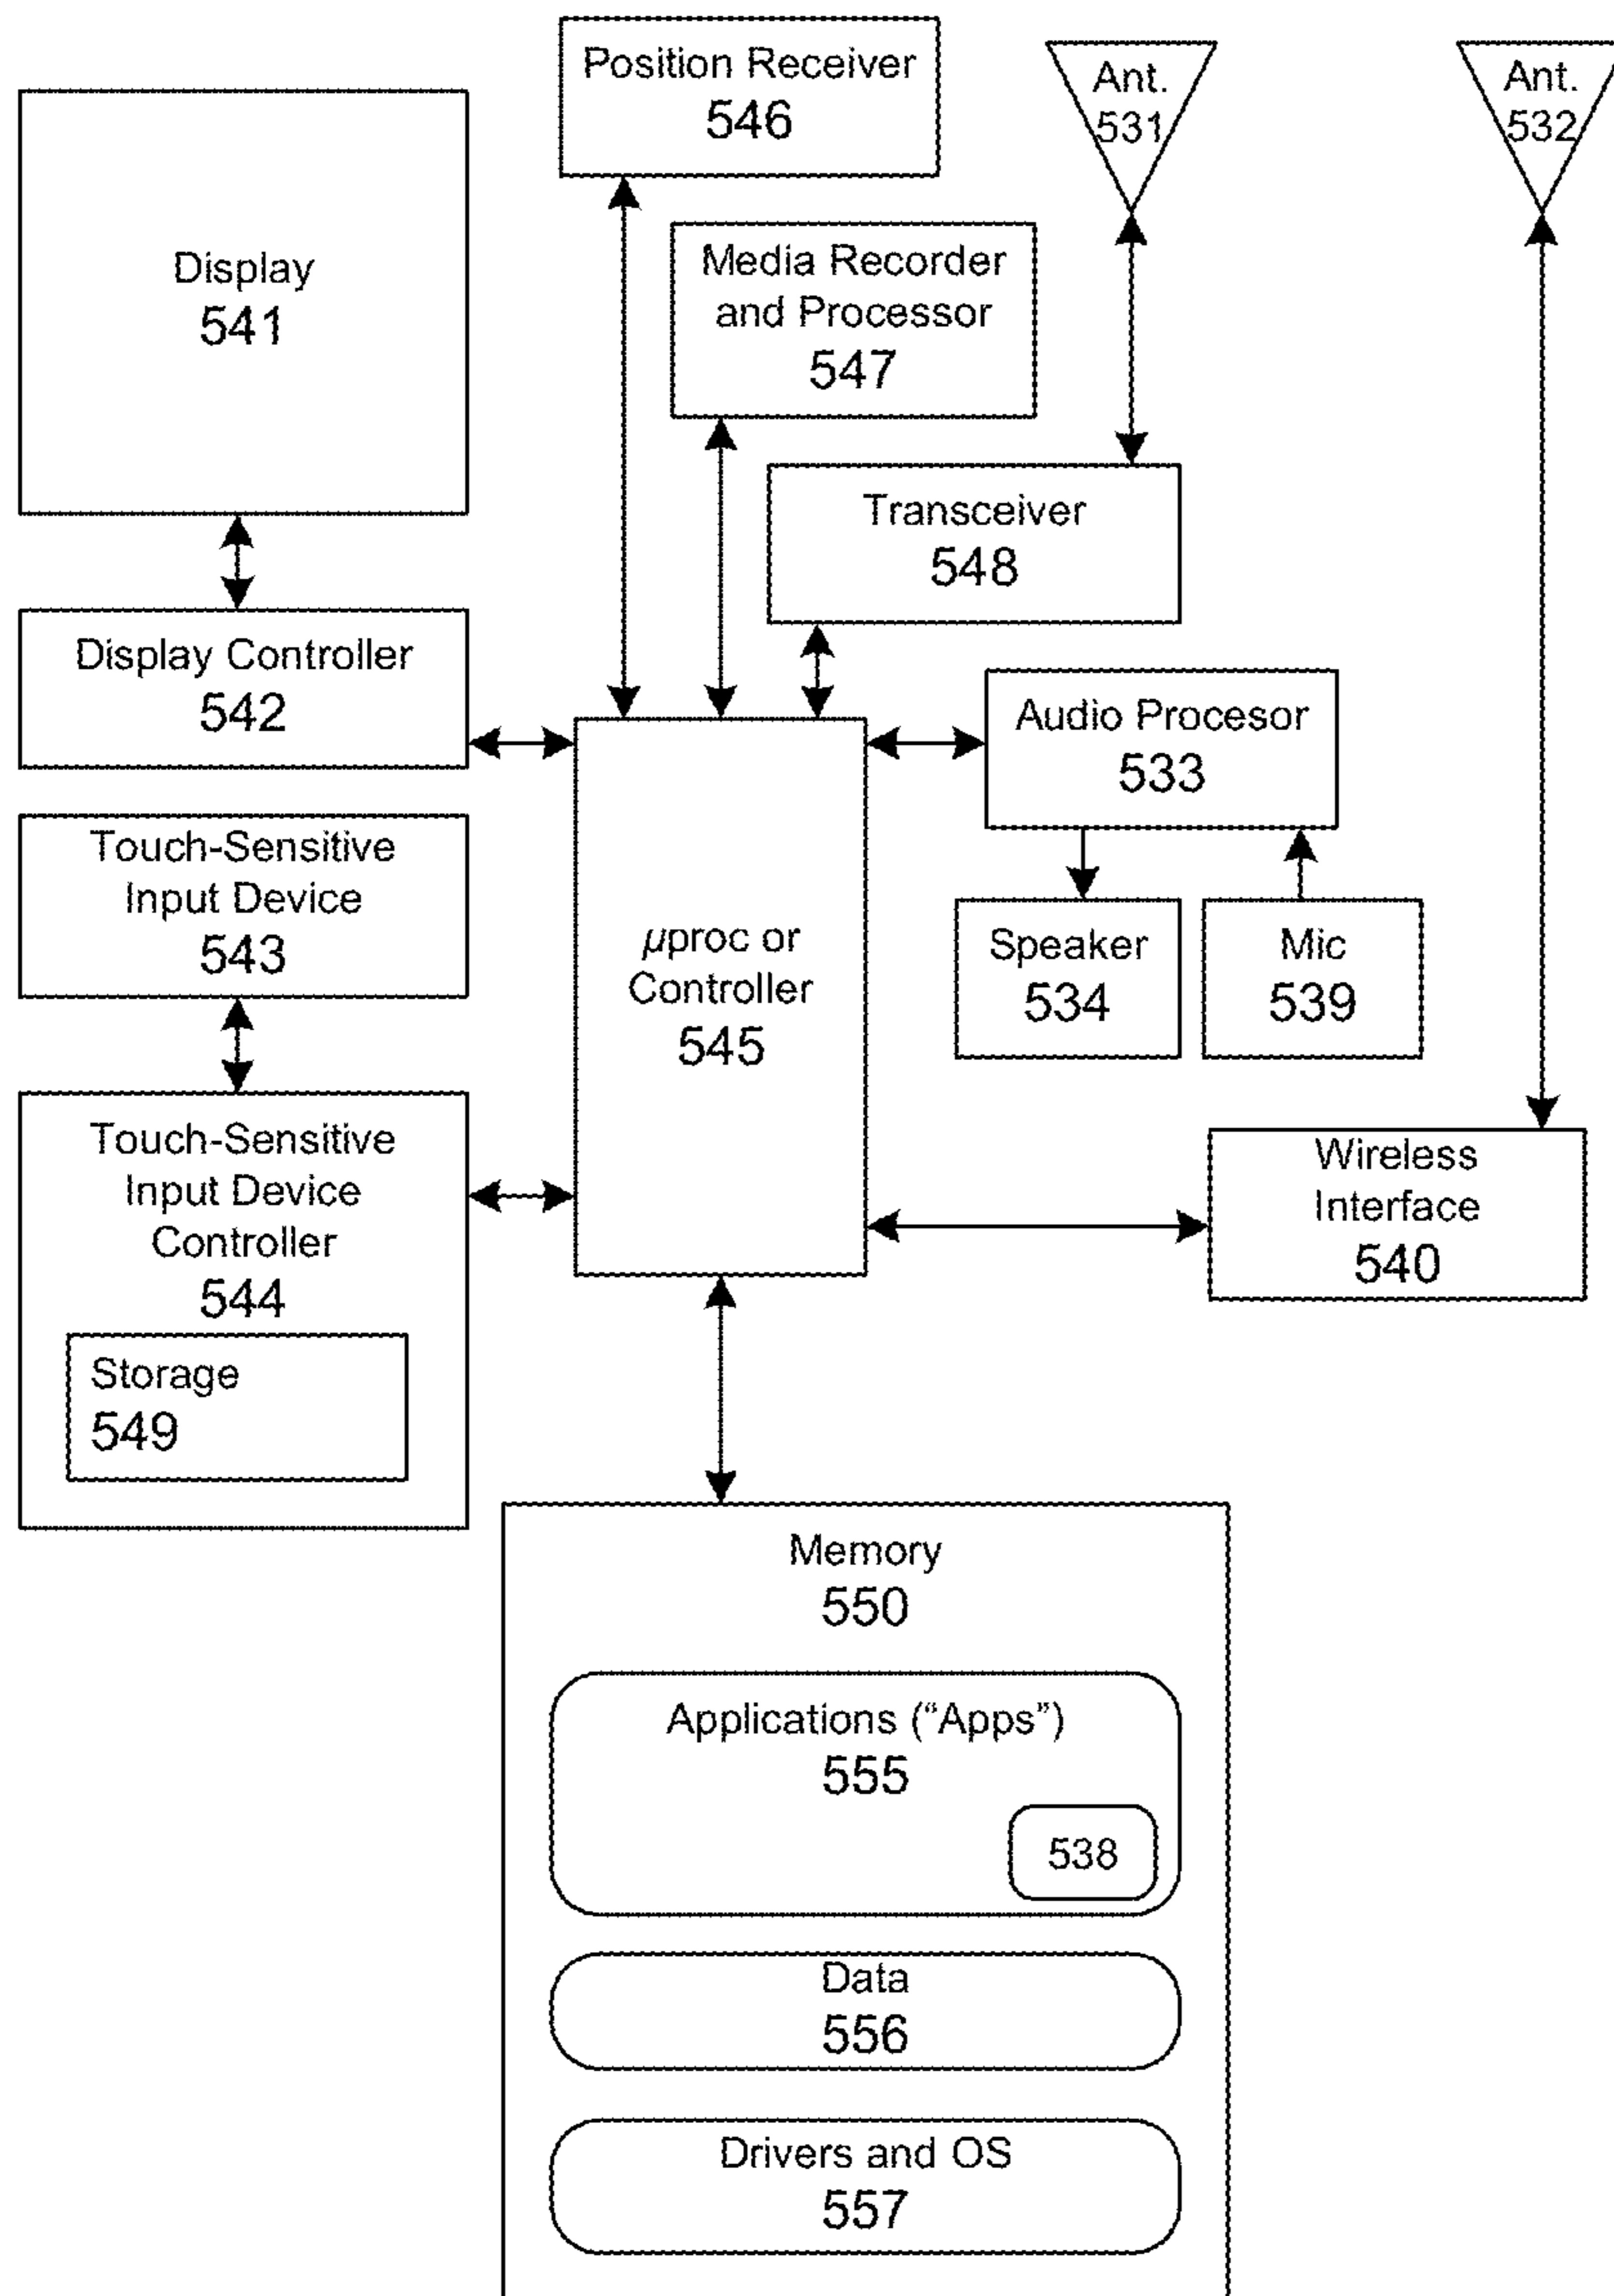 Position Receiver
546
Ant.
531
Ant.
532
Display
541
Media Recorder
and Processor
547
Transceiver
548
Display Controller
542
Audio Procesor
533
Touch-Sensitive
Input Device
543
µproc or
Controller
545
Speaker
534
Mic
539
Touch-Sensitive
Input Device
Controller
544
Wireless
Interface
540
Storage
549
Memory
550
Applications (“Apps”)
555
538
Data
556
Drivers and OS
557